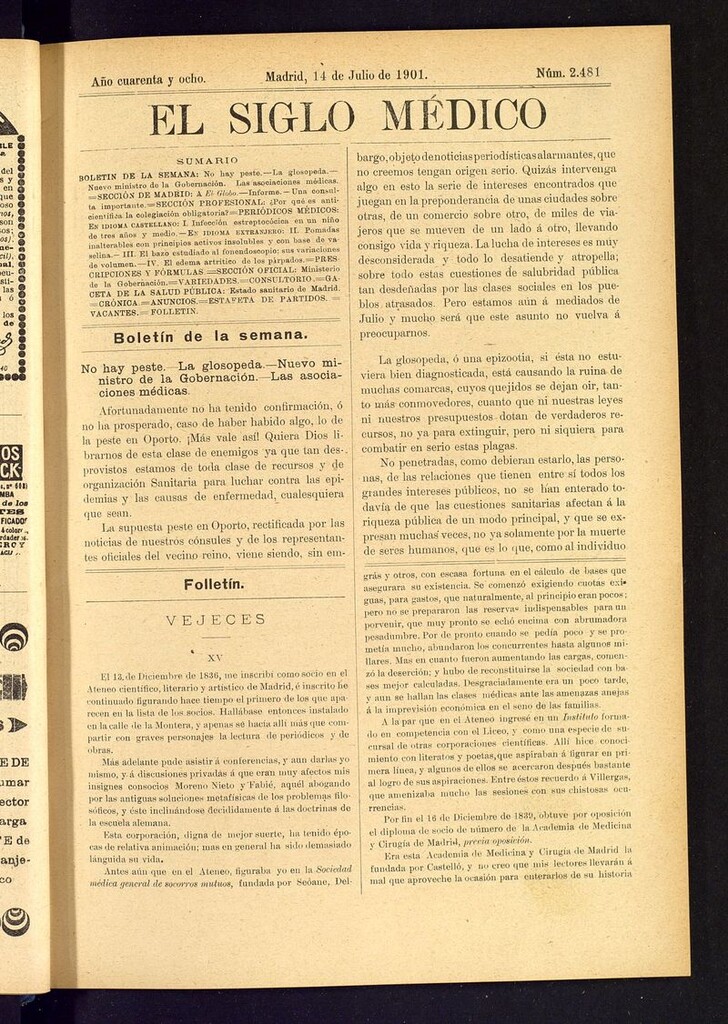 Año cuarenta y ocho.
Madrid, 14 de Julio de 1901.
Núm. 2.481
EL SIGLO MÉDICO
SUMARIO
BOLETIN DE LA SEMANA: No hay peste.—La glosopeda.—
Nuevo ministro de la Gobernación. Las asociaciones médicas.
=SECCIÓN DE MADRID: Á El Globo.—Informe.—Una consul-
ta importante.=SECCIÓN PROFESIONAL: ¿Por qué es anti-
científica la colegiación obligatoria?=PERIÓDICOS MÉDICOS:
EN IDIOMA CASTELLANO: I. Infección estreptocócica en un niño
de tres años y medio.—EN IDIOMA EXTRANJERO: II. Pomadas
inalterables con principios activos insolubles y con base de va-
selina.—III. El bazo estudiado al fonendoscopio: sus variaciones
de volumen.—IV. El edema artrítico de los párpados.=PRES-
CRIPCIONES Y FÓRMULAS =SECCIÓN OFICIAL: Ministerio
de la Gobernación.=VARIEDADES.=CONSULTORIO.=GA-
CETA DE LA SALUD PÚBLICA: Estado sanitario de Madrid.
=CRÓNICA.=ANUNCIOS.=ESTAFETA DE PARTIDOS.=
VACANTES.=FOLLETIN.
Boletín de la semana.
No hay peste.—La glosopeda.—Nuevo mi-
nistro de la Gobernación.—Las asocia-
ciones médicas.
Afortunadamente no ha tenido confirmación, ó
no ha prosperado, caso de haber habido algo, lo de
la peste en Oporto. ¡Más vale así! Quiera Dios li-
brarnos de esta clase de enemigos ya que tan des-
provistos estamos de toda clase de recursos y de
organización Sanitaria para luchar contra las epi-
demias y las causas de enfermedad, cualesquiera
que sean.
La supuesta peste en Oporto, rectificada por las
noticias de nuestros cónsules y de los representan-
tes oficiales del vecino reino, viene siendo, sin em-
bargo, objeto de noticias periodísticas alarmantes, que
no creemos tengan origen serio. Quizás intervenga
algo en esto la serie de intereses encontrados que
juegan en la preponderancia de unas ciudades sobre
otras, de un comercio sobre otro, de miles de via-
jeros que se mueven de un lado á otro, llevando
consigo vida y riqueza. La lucha de intereses es muy
desconsiderada y todo lo desatiende y atropella;
sobre todo estas cuestiones de salubridad pública
tan desdeñadas por las clases sociales en los pue-
blos atrasados. Pero estamos aún á mediados de
Julio y mucho será que este asunto no vuelva á
preocuparnos.
La glosopeda, ó una epizootia, si ésta no estu-
viera bien diagnosticada, está causando la ruina de
muchas comarcas, cuyos quejidos se dejan oir, tan-
to más conmovedores, cuanto que ni nuestras leyes
ni nuestros presupuestos dotan de verdaderos re-
cursos, no ya para extinguir, pero ni siquiera para
combatir en serio estas plagas.
No penetradas, como debieran estarlo, las perso-
nas, de las relaciones que tienen entre sí todos los
grandes intereses públicos, no se han enterado to-
davía de que las cuestiones sanitarias afectan á la
riqueza pública de un modo principal, y que se ex-
presan muchas veces, no ya solamente por la muerte
de seres humanos, que es lo que, como al individuo
Folletín.
VEJECES
XV
El 13 de Diciembre de 1836, me inscribí como socio en el
Ateneo científico, literario y artístico de Madrid, é inscrito he
continuado figurando hace tiempo el primero de los que apa-
recen en la lista de los socios. Hallábase entonces instalado
en la calle de la Montera, y apenas se hacía allí más que com-
partir con graves personajes la lectura de periódicos y de
obras.
Más adelante pude asistir á conferencias, y aun darlas yo
mismo, y á discusiones privadas á que eran muy afectos mis
insignes consocios Moreno Nieto y Fabié, aquél abogando
por las antiguas soluciones metafísicas de los problemas filo-
sóficos, y éste inclinándose decididamente á las doctrinas de
la escuela alemana.
Esta corporación, digna de mejor suerte, ha tenido épo-
cas de relativa animación; mas en general ha sido demasiado
lánguida su vida.
Antes aún que en el Ateneo, figuraba yo en la Sociedad
médica general de socorros mutuos, fundada por Seóane, Del-
grás y otros, con escasa fortuna en el cálculo de bases que
asegurara su existencia. Se comenzó exigiendo cuotas exi-
guas, para gastos, que naturalmente, al principio eran pocos;
pero no se prepararon las reservas indispensables para un
porvenir, que muy pronto se echó encima con abrumadora
pesadumbre. Por de pronto cuando se pedía poco y se pro-
metía mucho, abundaron los concurrentes hasta algunos mi-
llares. Mas en cuanto fueron aumentando las cargas, comen-
zó la deserción; y hubo de reconstituirse la sociedad con ba-
ses mejor calculadas. Desgraciadamente era un poco tarde,
y aun se hallan las clases médicas ante las amenazas anejas
á la imprevisión económica en el seno de las familias.
A la par que en el Ateneo ingresé en un Instituto forma-
do en competencia con el Liceo, y como una especie de su-
cursal de otras corporaciones científicas. Allí hice conoci-
miento con literatos y poetas, que aspiraban á figurar en pri-
mera línea, y algunos de ellos se acercaron después bastante
al logro de sus aspiraciones. Entre éstos recuerdo á Villergas,
que amenizaba mucho las sesiones con sus chistosas ocu-
rrencias.
Por fin el 16 de Diciembre de 1839, obtuve por oposición
el diploma de socio de número de la Academia de Medicina
y Cirugía de Madrid, previa oposición.
Era esta Academia de Medicina y Cirugía de Madrid la
fundada por Castelló, y no creo que mis lectores llevarán á
mal que aproveche la ocasión para enterarlos de su historia